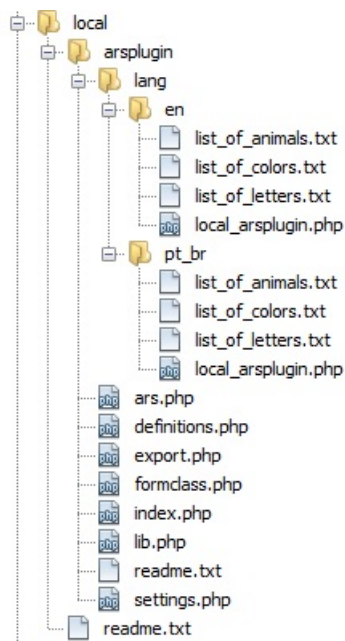 local
arsplugin
lang
en
list_of_animals.txt
list_of_colors.txt
list_of_letters.txt
local_arsplugin.php
pt_br
list_of_animals.txt
list_of_colors.txt
list_of_letters.txt
local_arsplugin.php
ars.php
definitions.php
export.php
formclass.php
index.php
lib.php
readme.txt
settings.php
readme.txt